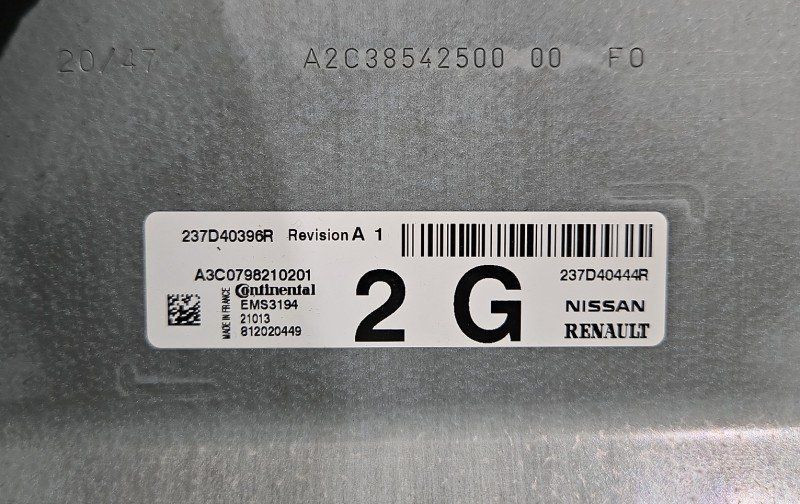 20/47 A2C38542500 00 F0
237D40396R Revision A 1
A3C0798210201
237D40444R
MADE IN FRANCE
Continental
EMS3194
21013
812020449
2 G
NISSAN
RENAULT